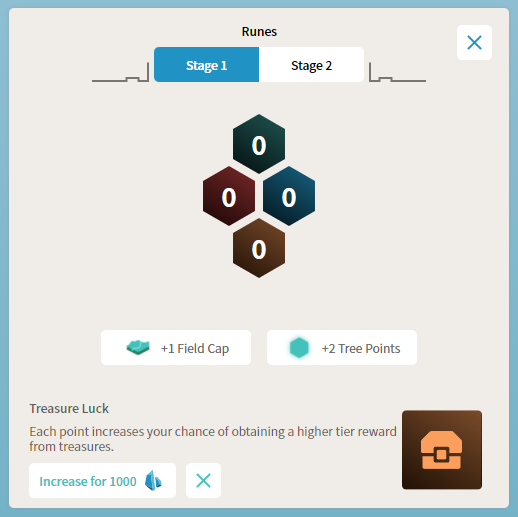 Runes
Stage 1 Stage 2
0
0 0
0
+1 Field Cap +2 Tree Points
Treasure Luck
Each point increases your chance of obtaining a higher tier reward
from treasures.
Increase for 1000